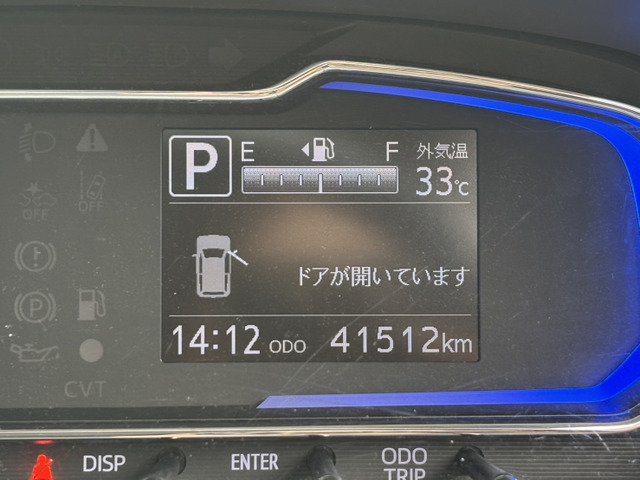 P E F 外気温
33℃
OFF OFF
ドアが開いています
P
14:12 ODO 41512km
CVT
DISP ENTER ODO
TRIP